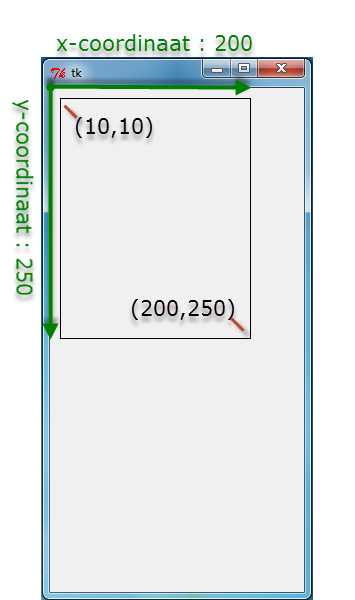 x-coordinaat : 200
tk
y-coordinaat : 250
(10,10)
(200,250)